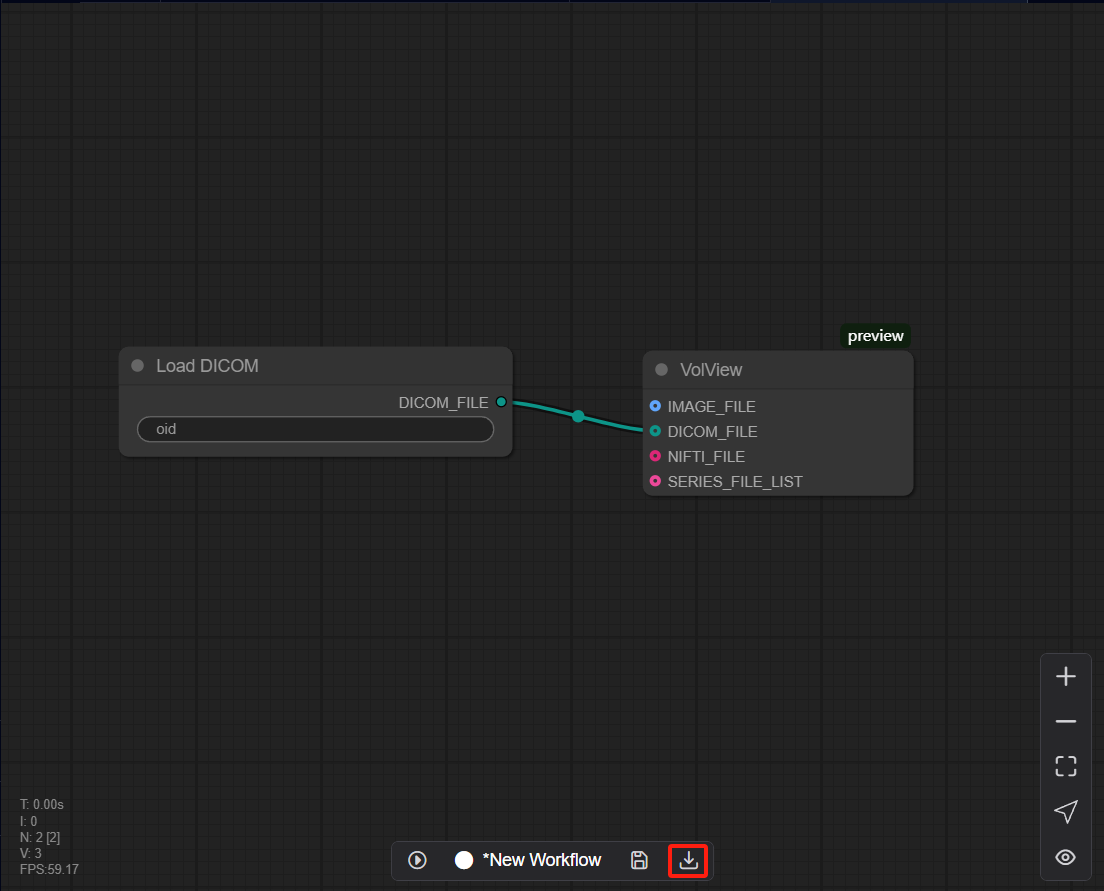 preview
Load DICOM
DICOM_FILE
oid
VolView
IMAGE_FILE
DICOM_FILE
NIFTI_FILE
SERIES_FILE_LIST
T: 0.00s
I: 0
N: 2 [2]
V: 3
FPS:59.17
*New Workflow